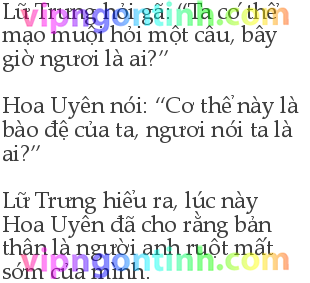 Lữ Trung hỏi gã: “Ta có thể
vipngontinh.com
mạo muội hỏi một câu, bây
giờ ngươi là ai?”
Hoa Uyên nói: “Cơ thể này là
bào đệ của ta, ngươi nói ta là
ai?”
Lữ Trưng hiểu ra, lúc này
Hoa Uyên đã cho rằng bản
thân là người anh ruột mất
vipngontinh.com
sớm của mình.